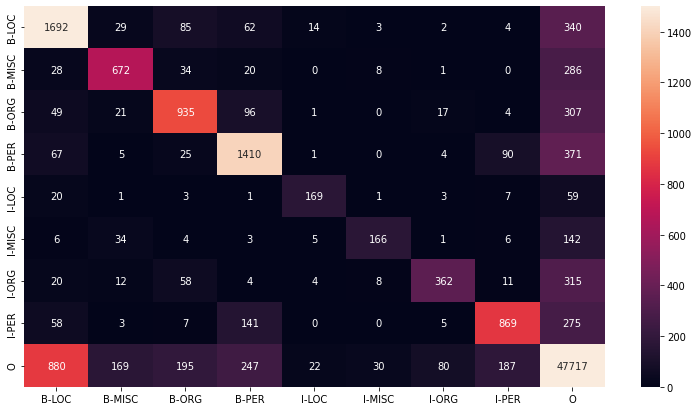 B-LOC 1692 29 85 62 14 3 2 4 340
B-MISC 28 672 34 20 0 8 1 0 286
B-ORG 49 21 935 96 1 0 17 4 307
B-PER 67 5 25 1410 1 0 4 90 371
I-LOC 20 1 3 1 169 1 3 7 59
I-MISC 6 34 4 3 5 166 1 6 142
I-ORG 20 12 58 4 4 8 362 11 315
I-PER 58 3 7 141 0 0 5 869 275
O 880 169 195 247 22 30 80 187 47717
B-LOC B-MISC B-ORG B-PER I-LOC I-MISC I-ORG I-PER O
1400
1200
1000
800
600
400
200
0